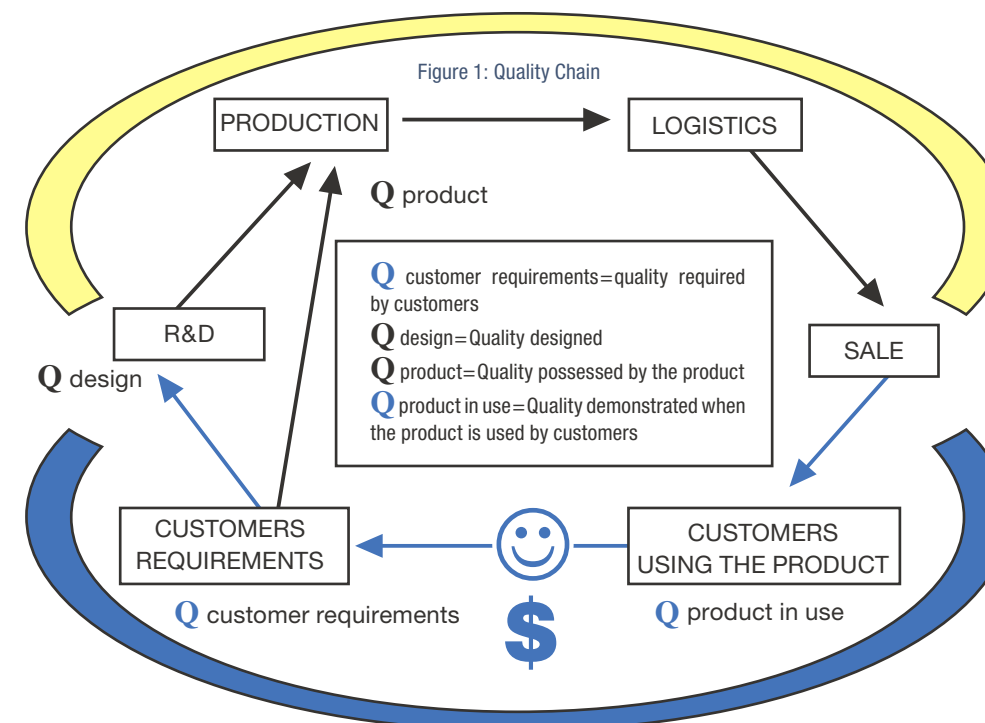 Figure 1: Quality Chain
PRODUCTION
LOGISTICS
Q product
Q customer requirements=quality required
by customers
Q design=Quality designed
Q product=Quality possessed by the product
Q product in use=Quality demonstrated when
the product is used by customers
R&D
Q design
SALE
CUSTOMERS
REQUIREMENTS
CUSTOMERS
USING THE PRODUCT
Q customer requirements
$
Q product in use